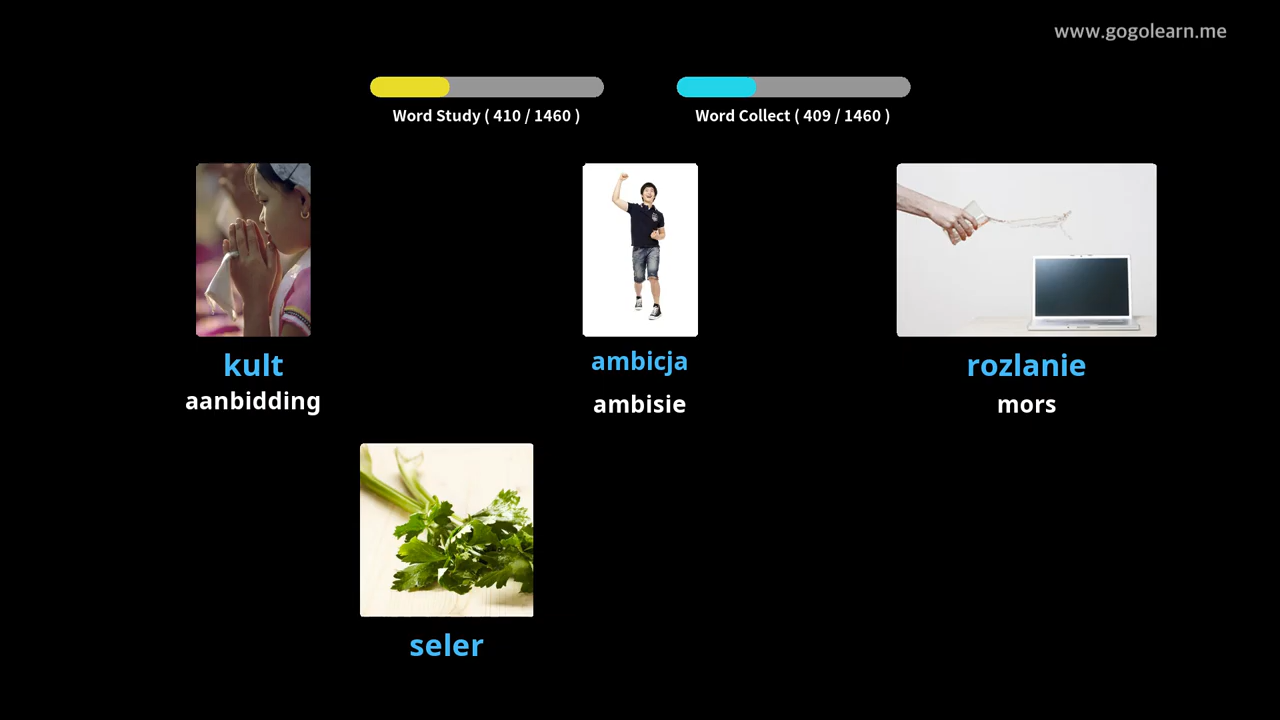 www.gogolearn.me
Word Study ( 410 / 1460 )
Word Collect ( 409 / 1460 )
kult
aanbidding
ambicja
ambisie
rozlanie
mors
seler